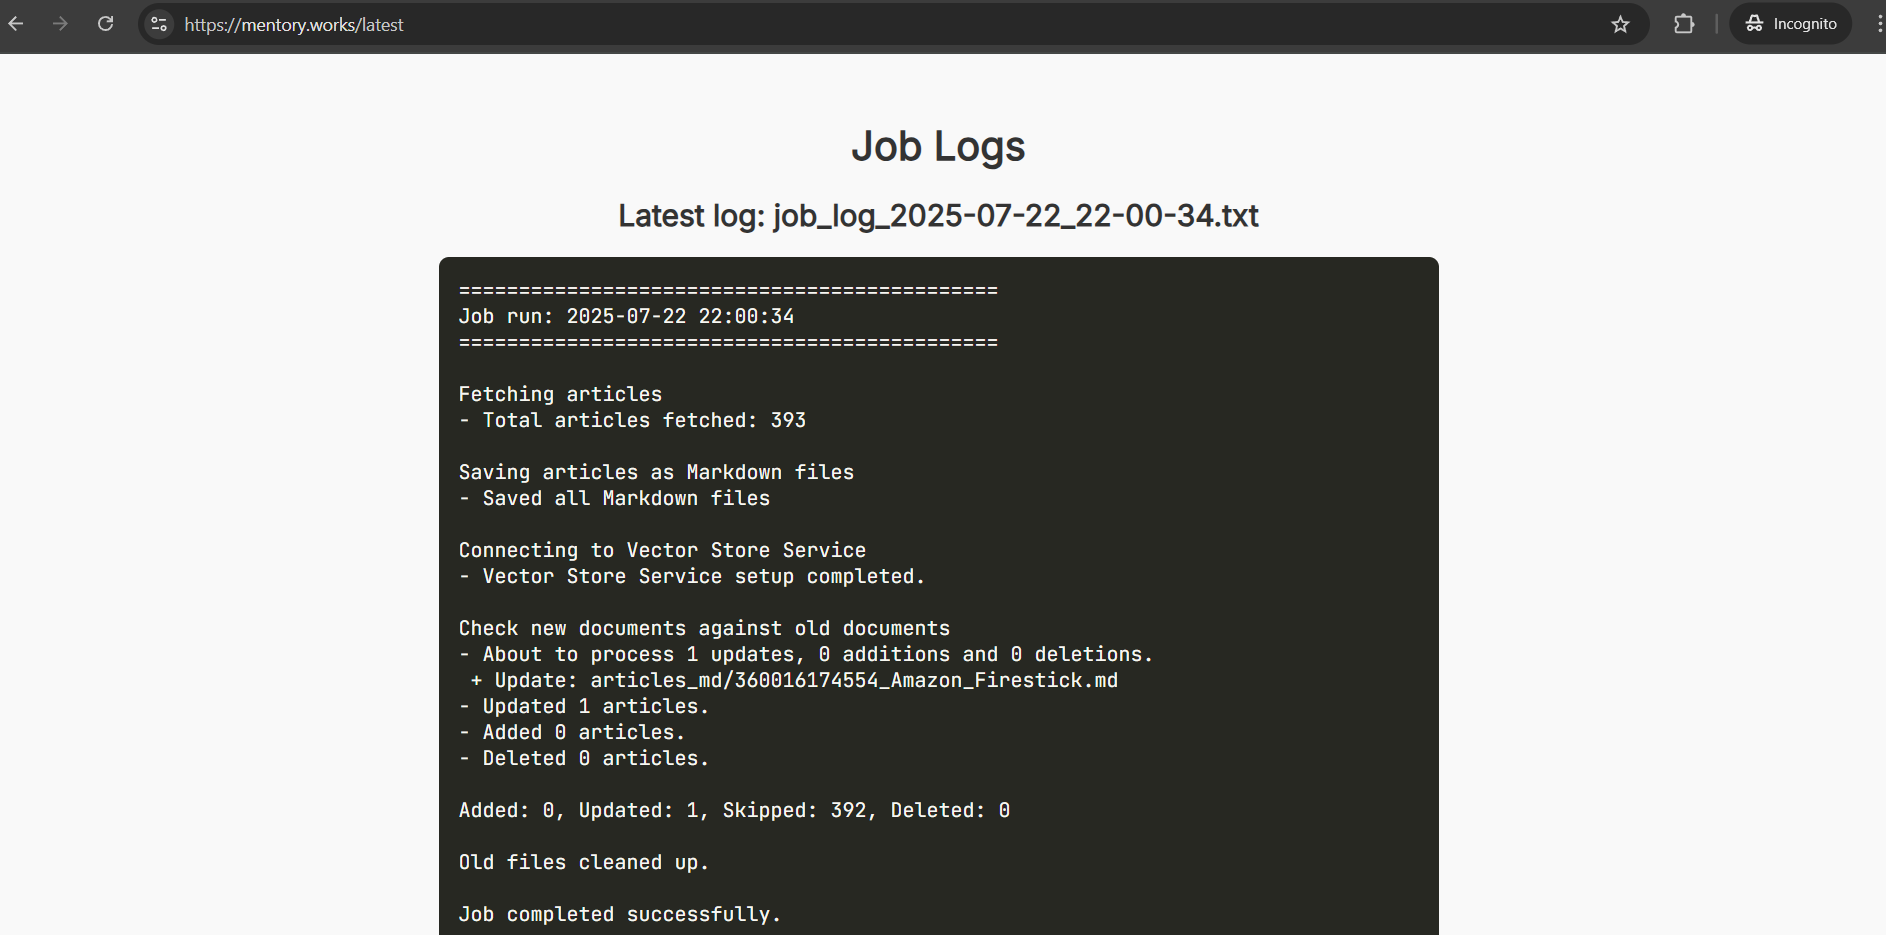 https://mentory.works/latest
Incognito
Job Logs
Latest log: job_log_2025-07-22_22-00-34.txt
=============================================
Job run: 2025-07-22 22:00:34
=============================================
Fetching articles
- Total articles fetched: 393
Saving articles as Markdown files
- Saved all Markdown files
Connecting to Vector Store Service
- Vector Store Service setup completed.
Check new documents against old documents
- About to process 1 updates, 0 additions and 0 deletions.
+ Update: articles_md/360016174554_Amazon_Firestick.md
- Updated 1 articles.
- Added 0 articles.
- Deleted 0 articles.
Added: 0, Updated: 1, Skipped: 392, Deleted: 0
Old files cleaned up.
Job completed successfully.